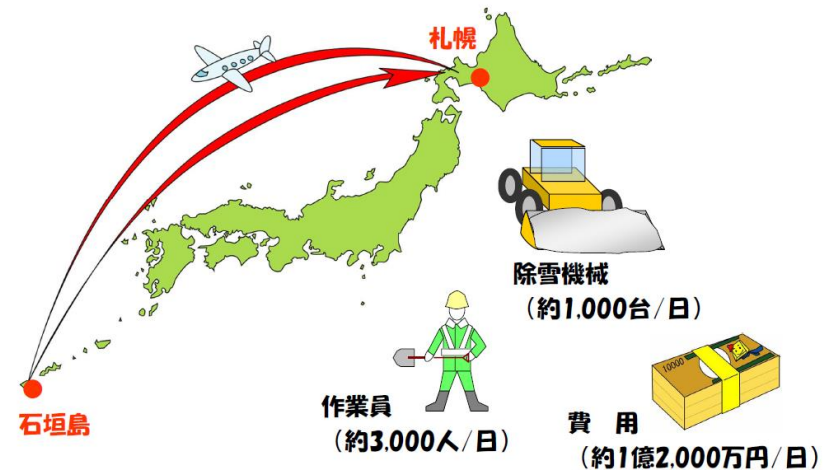 札幌
除雪機械
(約1,000台/日)
作業員
(約3,000人/日)
10000
費 用
(約1億2,000万円/日)
石垣島